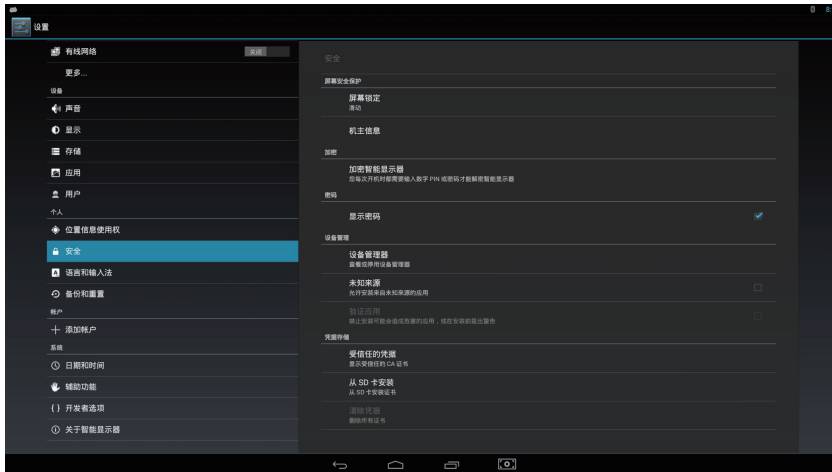 设置
有线网络
关闭
更多...
设备
声音
显示
存储
应用
用户
个人
位置信息使用权
安全
语言和输入法
备份和重置
帐户
添加帐户
系统
日期和时间
辅助功能
{ } 开发者选项
关于智能显示器
安全
屏幕安全保护
屏幕锁定
滑动
机主信息
加密
加密智能显示器
您每次开机时都需要输入数字 PIN 或密码才能解密智能显示器
密码
显示密码
设备管理
设备管理器
查看或停用设备管理器
未知来源
允许安装来自未知来源的应用
验证应用
禁止安装可能会造成危害的应用，或在安装前提出警告
凭据存储
受信任的凭据
显示受信任的 CA 证书
从 SD 卡安装
从 SD 卡安装证书
清除凭据
删除所有证书